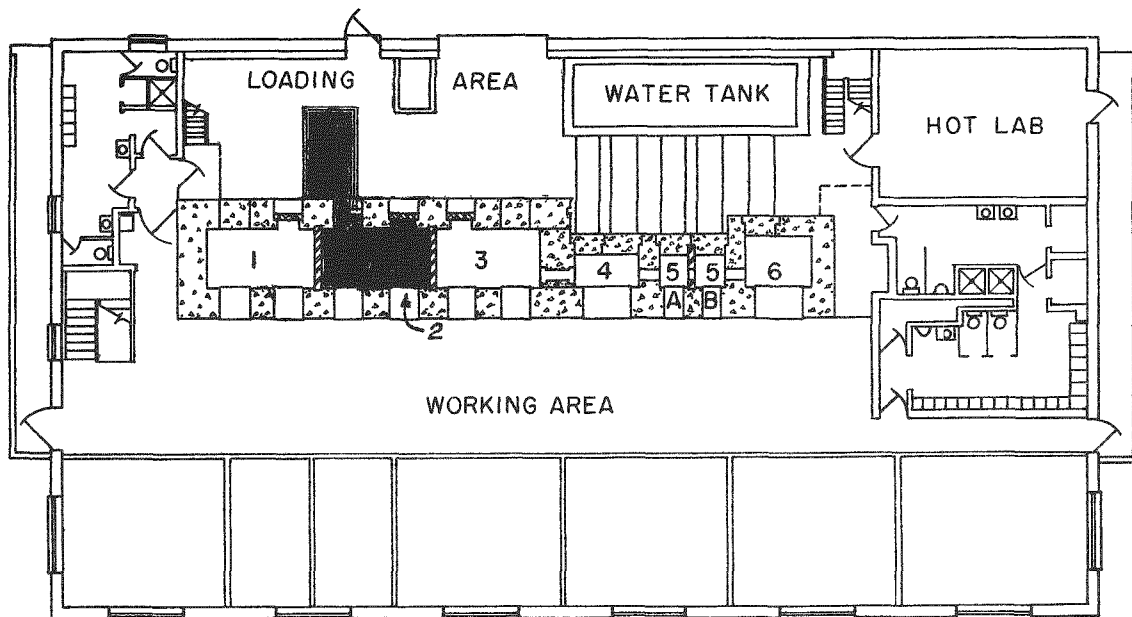 LOADING AREA
WATER TANK
HOT LAB
1 3 4 5 5 6
A B
2
WORKING AREA